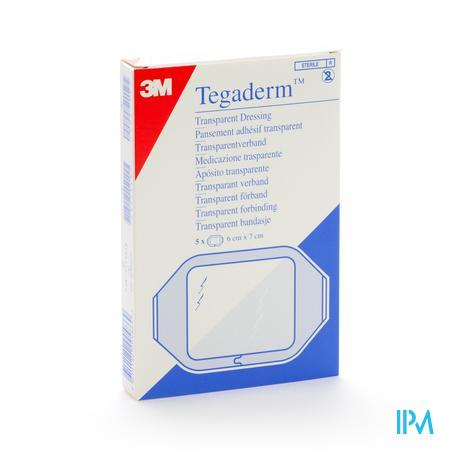 STERILE R
3M
Tegaderm™
Transparent Dressing
Pansement adhésif transparent
Transparentverband
Medicazione trasparente
Apósito transparente
Transparant verband
Transparent förband
Transparent forbinding
Transparent bandasje
5 x 6 cm x 7 cm
IPM